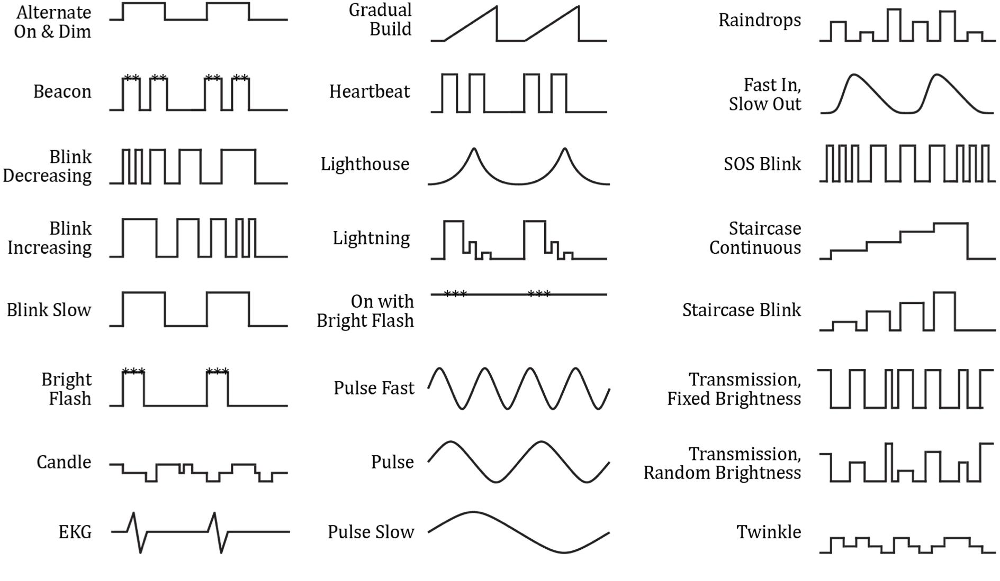 Alternate
On & Dim
Beacon
Blink
Decreasing
Blink
Increasing
Blink Slow
Bright
Flash
Candle
EKG
Gradual
Build
Heartbeat
Lighthouse
Lightning
On with
Bright Flash
Pulse Fast
Pulse
Pulse Slow
Raindrops
Fast In,
Slow Out
SOS Blink
Staircase
Continuous
Staircase Blink
Transmission,
Fixed Brightness
Transmission,
Random Brightness
Twinkle